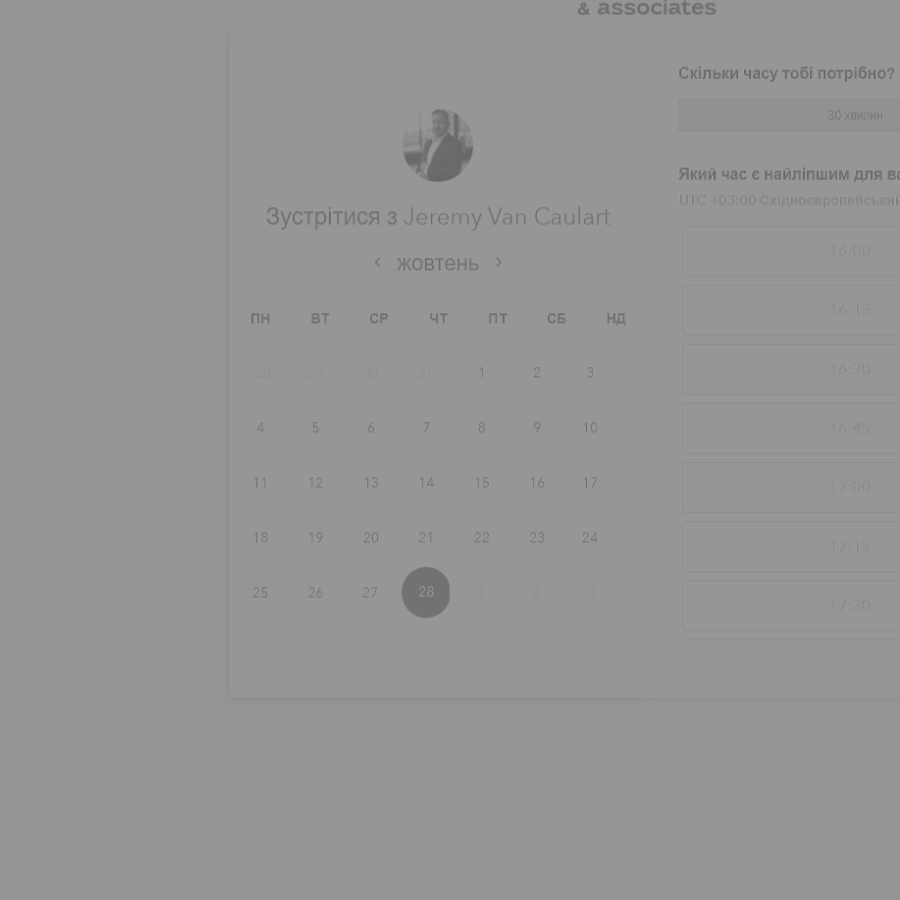 & associates
Зустрітися з Jeremy Van Caulart
‹ жовтень ›
ПН ВТ СР ЧТ ПТ СБ НД
28 29 30 31 1 2 3
4 5 6 7 8 9 10
11 12 13 14 15 16 17
18 19 20 21 22 23 24
25 26 27 28 1 2 3
Скільки часу тобі потрібно?
30 хвилин
Який час є найліпшим для
UTC +03:00 Східноєвропейський
16:00
16:15
16:30
16:45
17:00
17:15
17:30